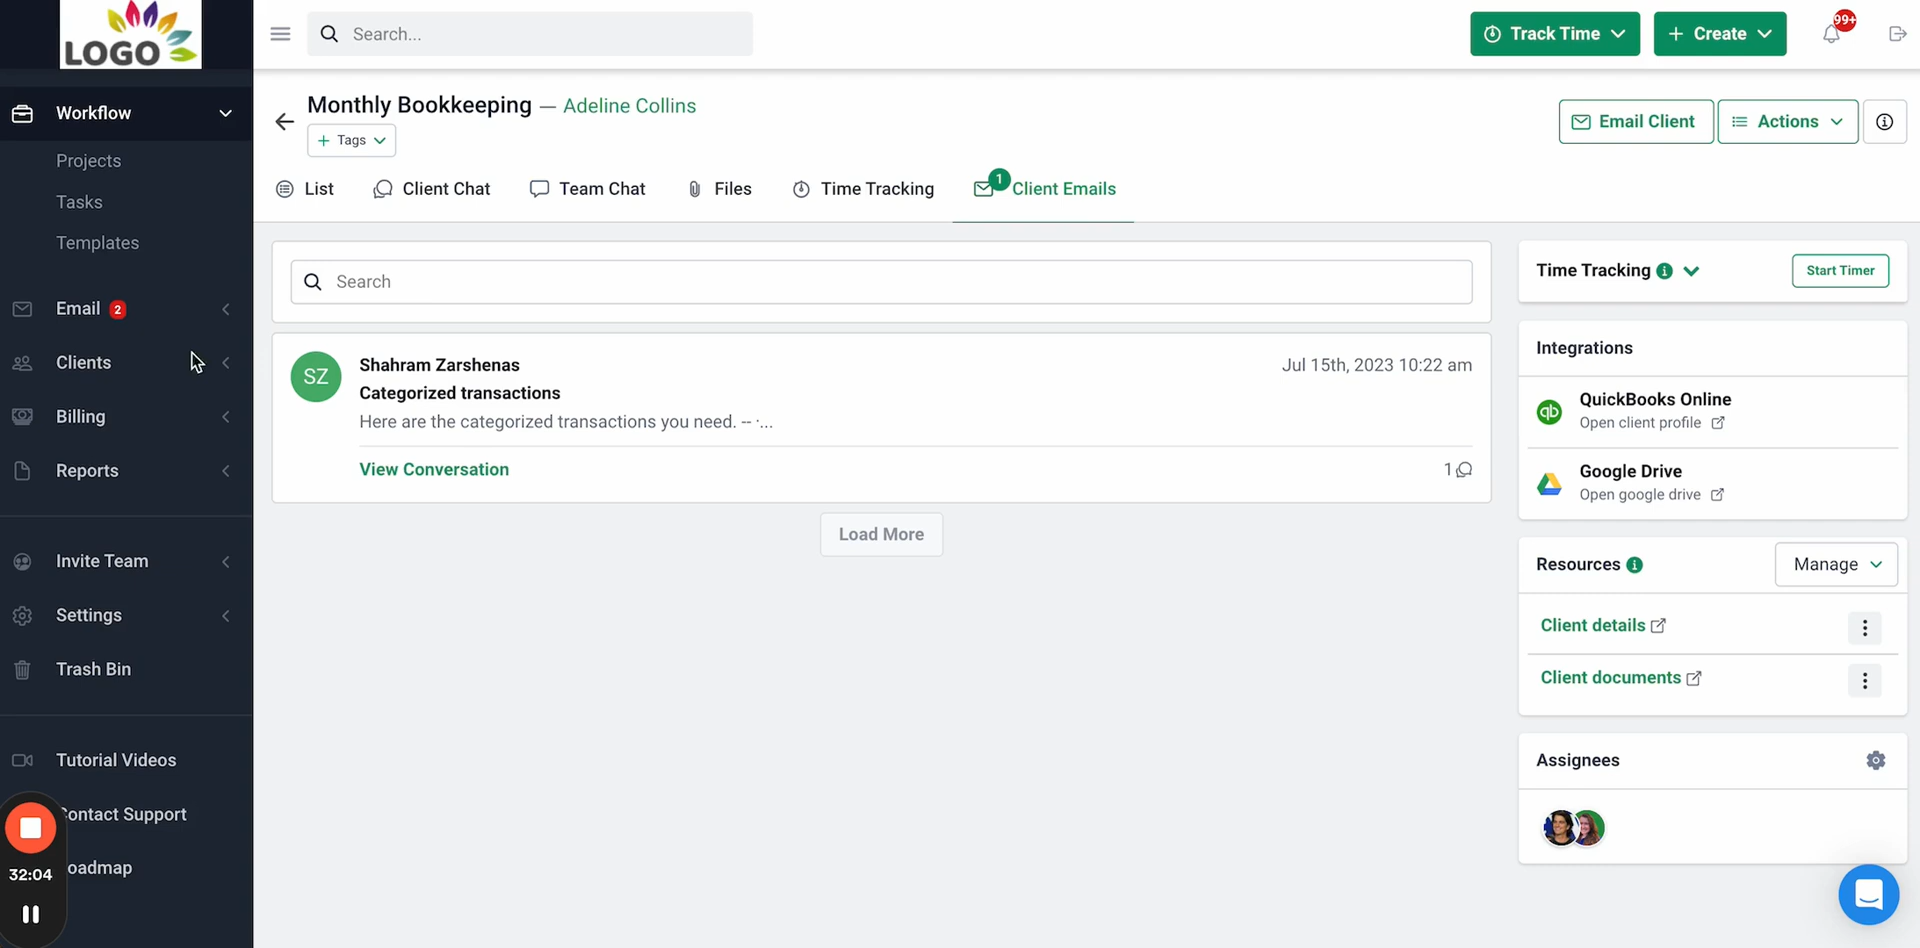 LOGO
Search...
Track Time
+ Create
99+
Workflow
Projects
Tasks
Templates
Email 2
Clients
Billing
Reports
Invite Team
Settings
Trash Bin
Tutorial Videos
Contact Support
oadmap
32:04
Monthly Bookkeeping — Adeline Collins
+ Tags
Email Client
Actions
List
Client Chat
Team Chat
Files
Time Tracking
1
Client Emails
Search
SZ
Shahram Zarshenas
Jul 15th, 2023 10:22 am
Categorized transactions
Here are the categorized transactions you need. -- ·...
View Conversation
1
Load More
Time Tracking
Start Timer
Integrations
qb
QuickBooks Online
Open client profile
Google Drive
Open google drive
Resources
Manage
Client details
Client documents
Assignees